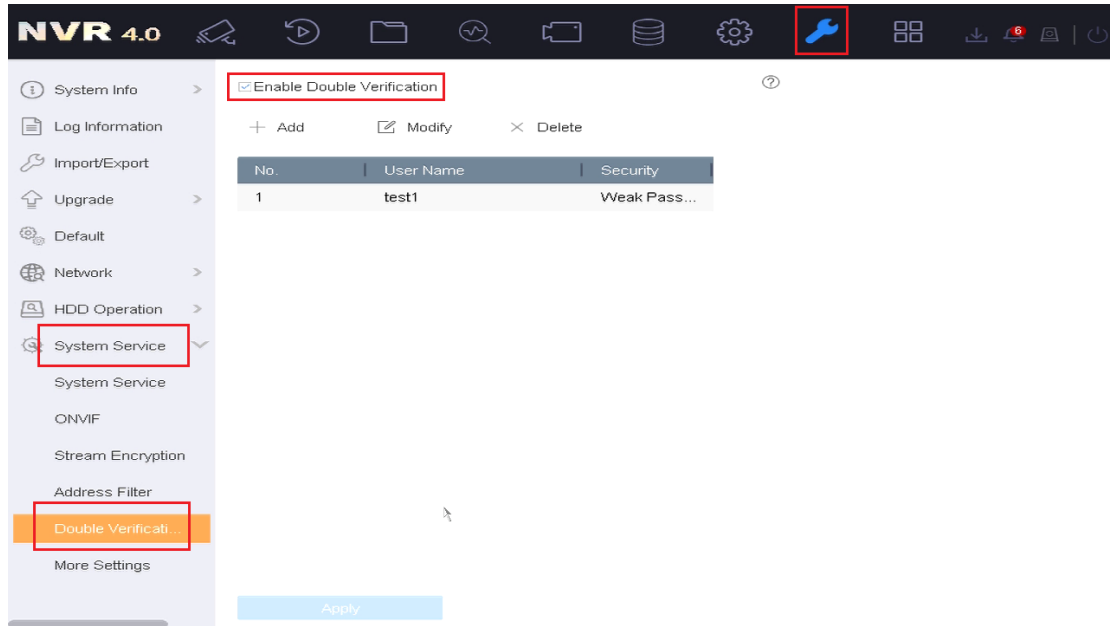 NVR 4.0
6
System Info
Log Information
Import/Export
Upgrade
Default
Network
HDD Operation
System Service
System Service
ONVIF
Stream Encryption
Address Filter
Double Verificati...
More Settings
Enable Double Verification
Add Modify Delete
No. User Name Security
1 test1 Weak Pass...
Apply